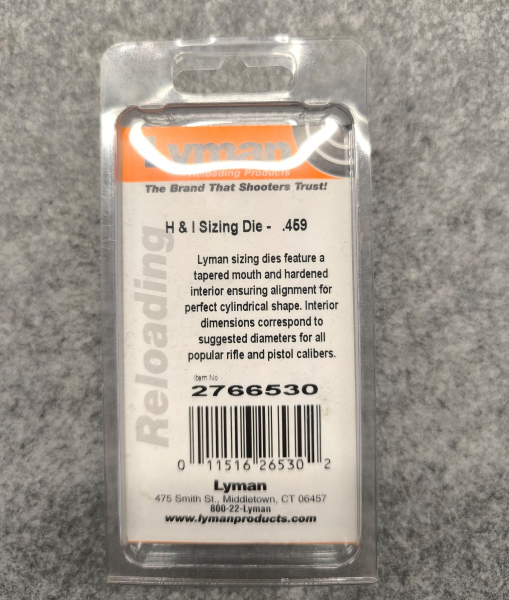 Lyman
Reloading Products
The Brand That Shooters Trust!
H & I Sizing Die - .459
Reloading
Lyman sizing dies feature a
tapered mouth and hardened
interior ensuring alignment for
perfect cylindrical shape. Interior
dimensions correspond to
suggested diameters for all
popular rifle and pistol calibers.
Item No
2766530
0 11516 26530 2
Lyman
475 Smith St., Middletown, CT 06457
800-22-Lyman
www.lymanproducts.com